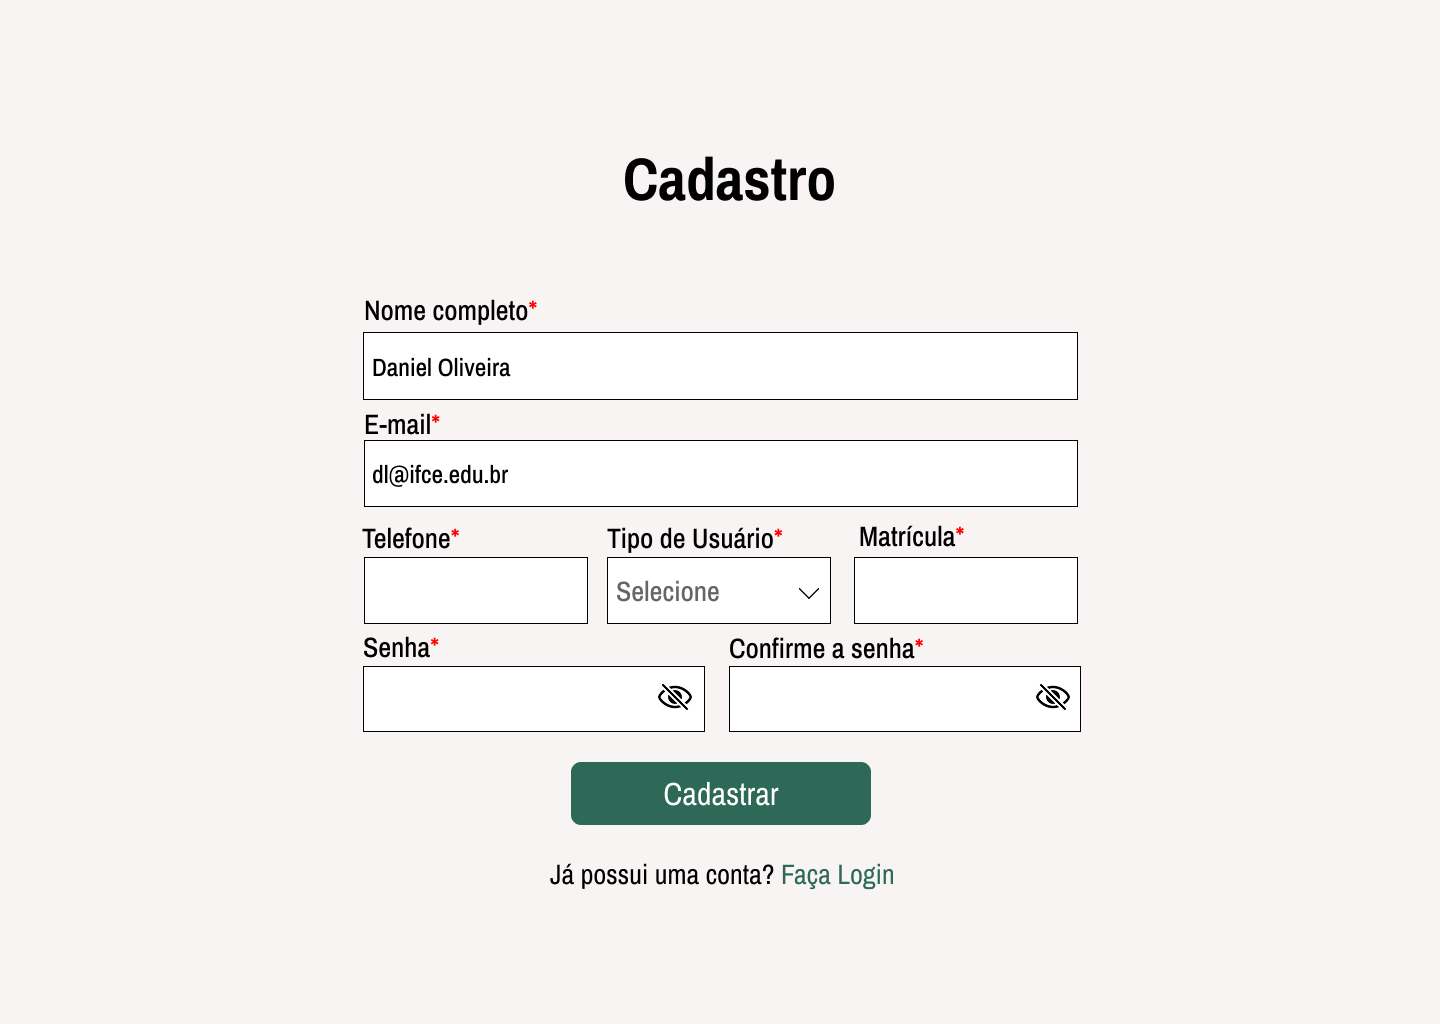 Cadastro
Nome completo*
Daniel Oliveira
E-mail*
dl@ifce.edu.br
Telefone* Tipo de Usuário* Matrícula*
Selecione
Senha* Confirme a senha*
Cadastrar
Já possui uma conta? Faça Login